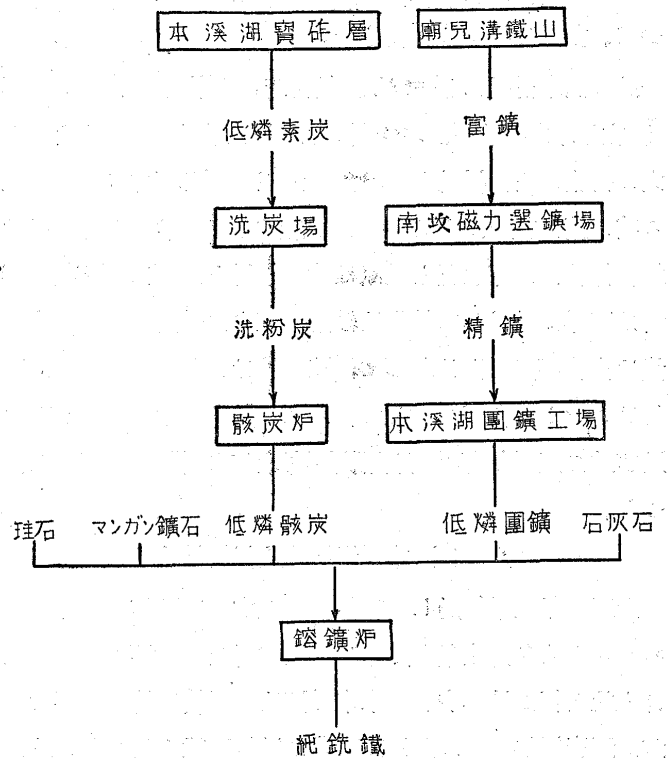 本溪湖寶砟層
廟兒溝鐵山
低燐素炭
富鑛
洗炭場
南坟磁力選鑛場
洗粉炭
精鑛
骸炭炉
本溪湖團鑛工場
珪石
マンガン鑛石
低燐骸炭
低燐團鑛
石灰石
鎔鑛炉
純銑鐵